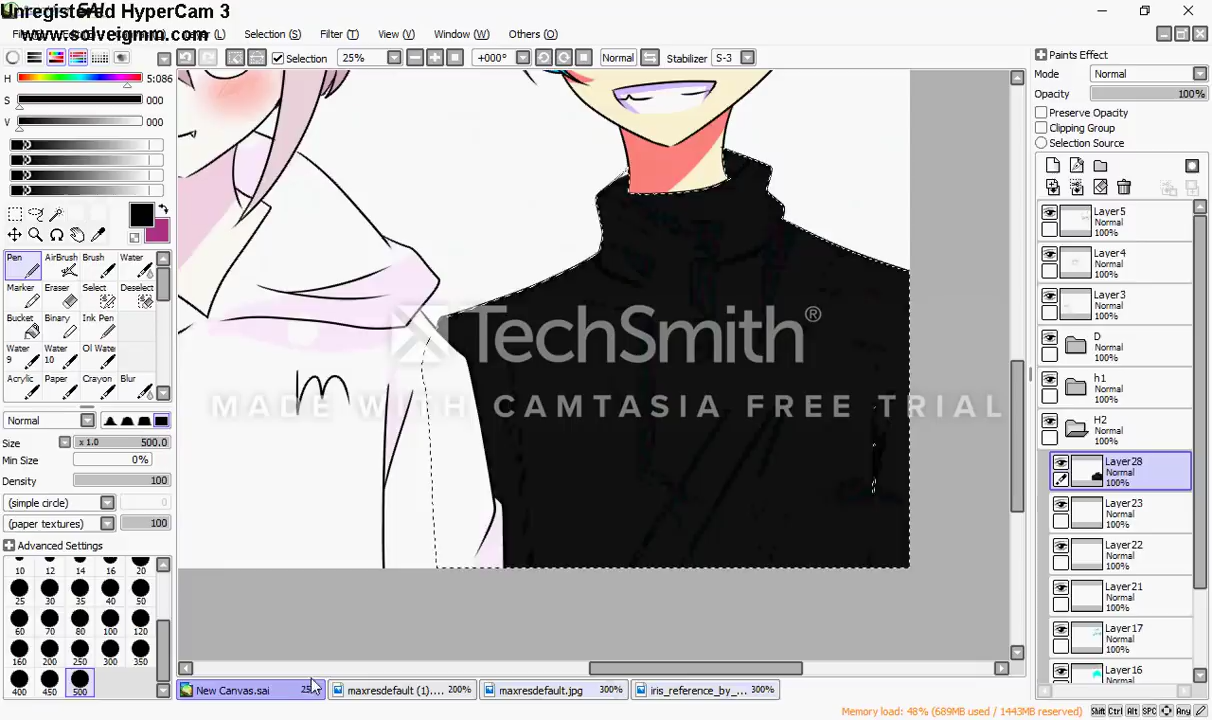 Unregistered HyperCam 3
www.solveigmm.com
SAI
Layer (L)
Selection (S)
Filter (T)
View (V)
Window (W)
Others (O)
Selection
25%
+000°
Normal
Stabilizer
S-3
H
5:086
S
000
V
000
Pen
AirBrush
Brush
Water
Marker
Eraser
Select
Deselect
Bucket
Binary
Ink Pen
Water 9
Water 10
Oil Water
Acrylic
Paper
Crayon
Blur
Normal
Size
x 1.0
500.0
Min Size
0%
Density
100
(simple circle)
0
(paper textures)
100
Advanced Settings
10 12 14 16 20
25 30 35 40 50
60 70 80 100 120
160 200 250 300 350
400 450 500
m
TechSmith®
MADE WITH CAMTASIA FREE TRIAL
New Canvas.sai
maxresdefault (1)....
200%
maxresdefault.jpg
300%
iris_reference_by_...
300%
Paints Effect
Mode
Normal
Opacity
100%
Preserve Opacity
Clipping Group
Selection Source
Layer5
Normal
100%
Layer4
Normal
100%
Layer3
Normal
100%
D
Normal
100%
h1
Normal
100%
H2
Normal
100%
Layer28
Normal
100%
Layer23
Normal
100%
Layer22
Normal
100%
Layer21
Normal
100%
Layer17
Normal
100%
Layer16
Normal
100%
Memory load: 48% (689MB used / 1443MB reserved)
Shift Ctrl Alt SPC Any